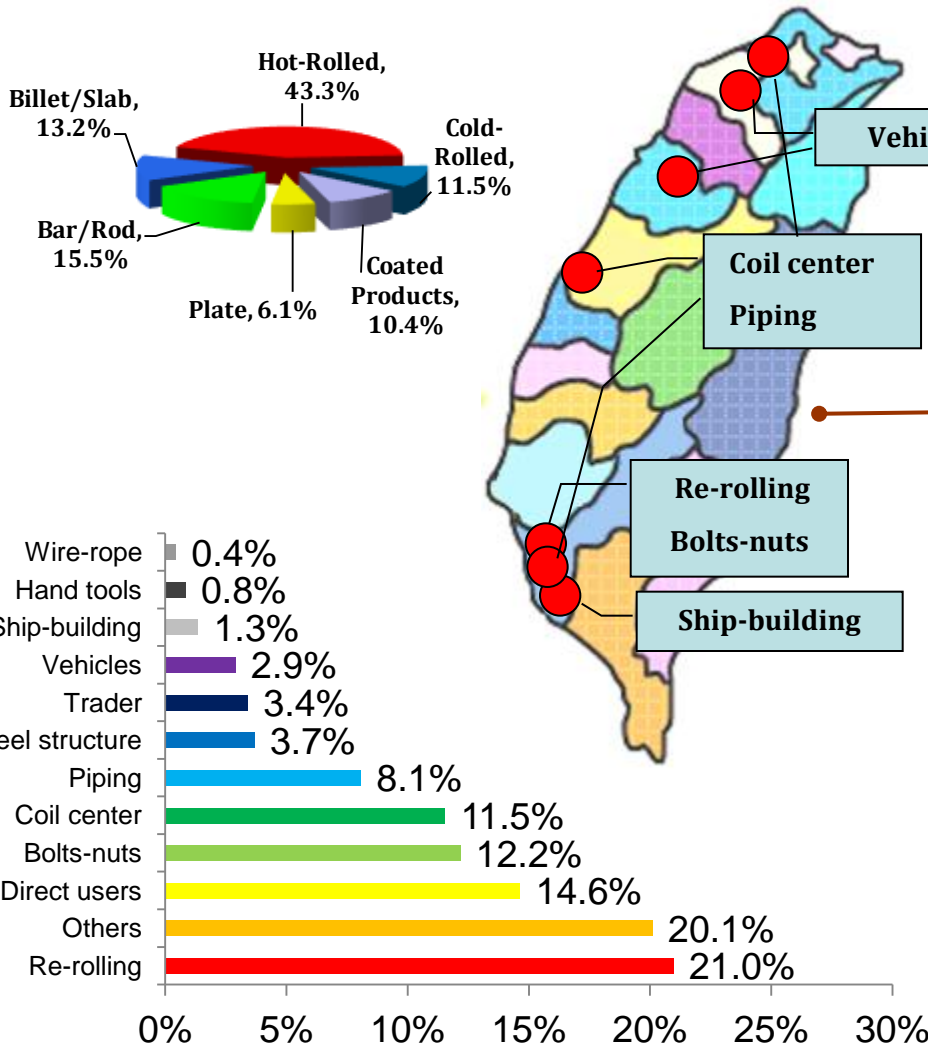 Hot-Rolled,
43.3%
Billet/Slab,
13.2%
Cold-
Rolled,
11.5%
Bar/Rod,
15.5%
Plate, 6.1%
Coated
Products,
10.4%
Vehi
Coil center
Piping
Re-rolling
Bolts-nuts
Ship-building
Wire-rope 0.4%
Hand tools 0.8%
Ship-building 1.3%
Vehicles 2.9%
Trader 3.4%
eel structure 3.7%
Piping 8.1%
Coil center 11.5%
Bolts-nuts 12.2%
Direct users 14.6%
Others 20.1%
Re-rolling 21.0%
0% 5% 10% 15% 20% 25% 30%